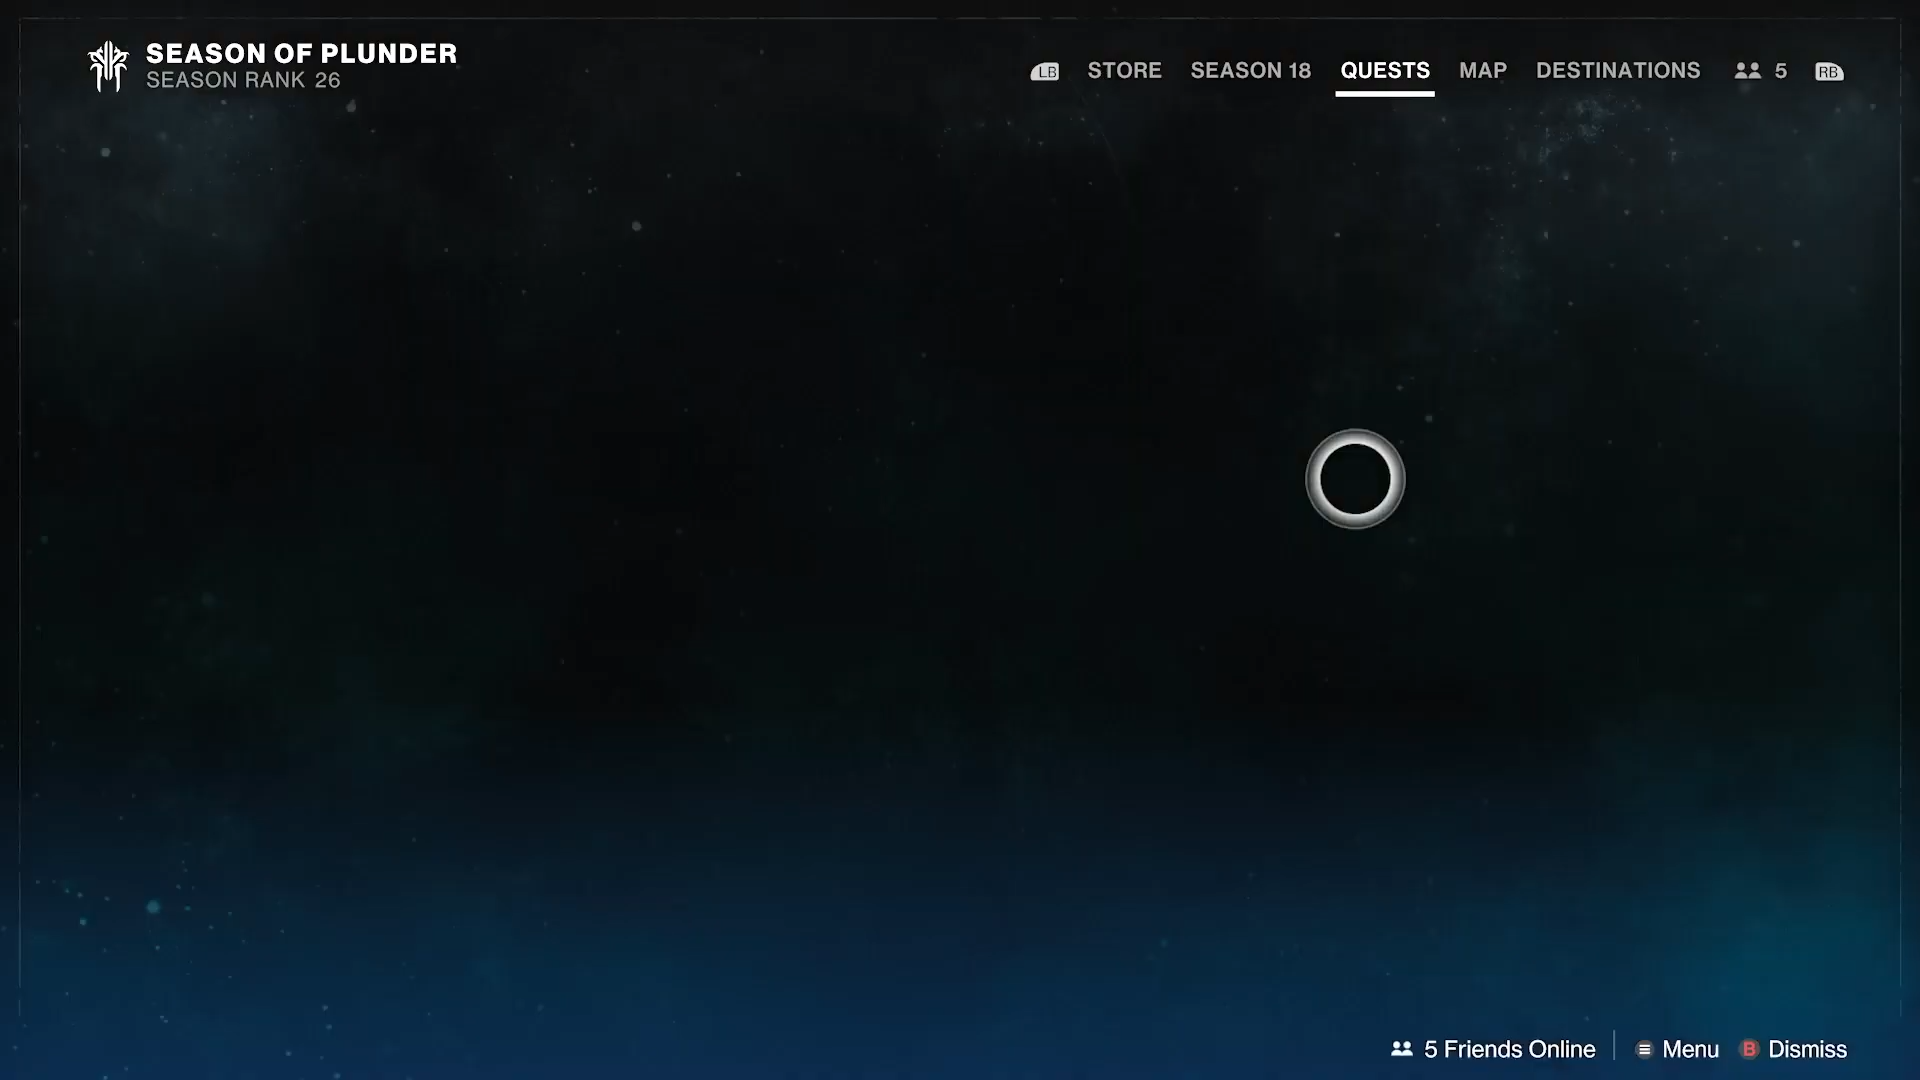 SEASON OF PLUNDER
SEASON RANK 26
LB STORE SEASON 18 QUESTS MAP DESTINATIONS 5 RB
5 Friends Online Menu B Dismiss